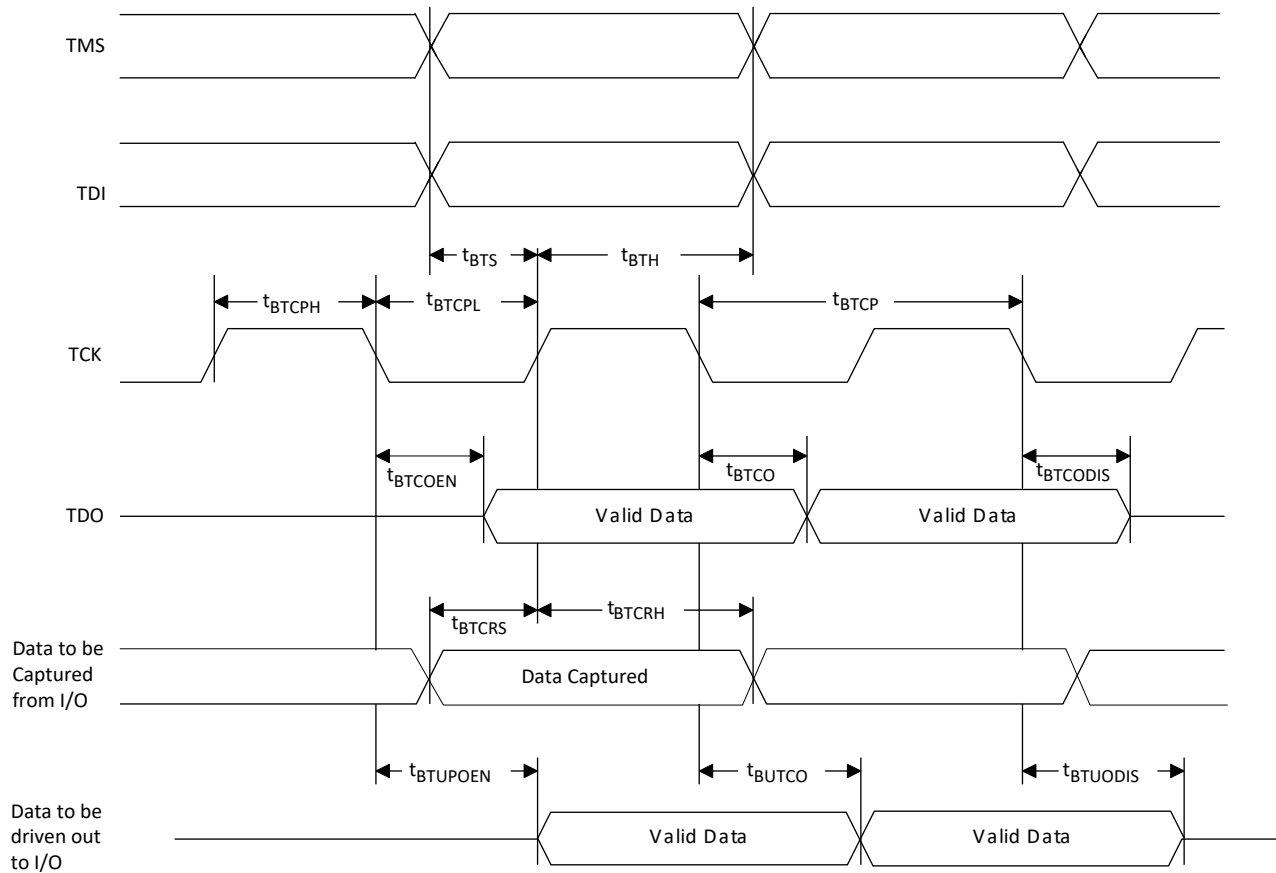 TMS
TDI
tBTS
tBTH
tBTCPH
tBTCPL
tBTCP
TCK
tBTCOEN
tBTCO
tBTCODIS
TDO
Valid Data
Valid Data
tBTCRS
tBTCRH
Data to be
Captured
from I/O
Data Captured
tBTUPOEN
tBUTCO
tBTUODIS
Data to be
driven out
to I/O
Valid Data
Valid Data